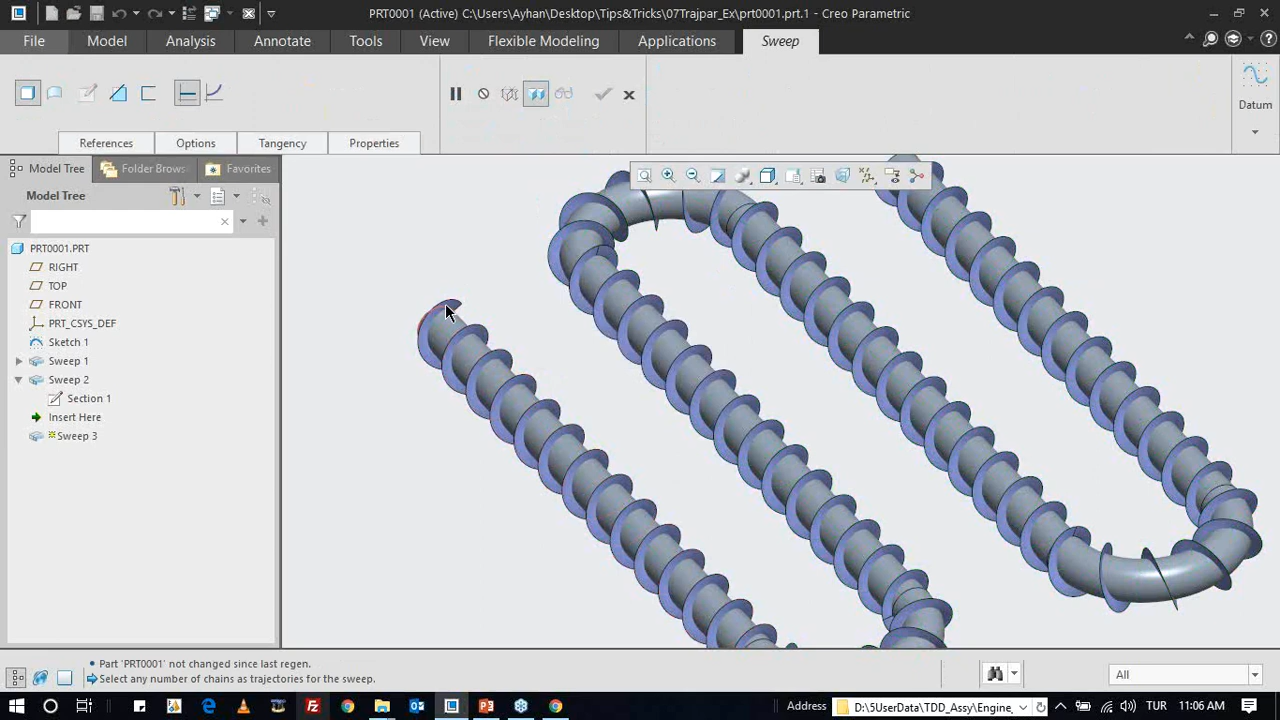 PRT0001 (Active) C:\Users\Ayhan\Desktop\Tips&Tricks\07Trajpar_Ex\prt0001.prt.1 - Creo Parametric
File Model Analysis Annotate Tools View Flexible Modeling Applications Sweep
Datum
References Options Tangency Properties
Model Tree Folder Brows Favorites
Model Tree
PRT0001.PRT
RIGHT
TOP
FRONT
PRT_CSYS_DEF
Sketch 1
Sweep 1
Sweep 2
Section 1
Insert Here
Sweep 3
Part 'PRT0001' not changed since last regen.
Select any number of chains as trajectories for the sweep.
All
Address D:\5UserData\TDD_Assy\Engine_ TUR 11:06 AM